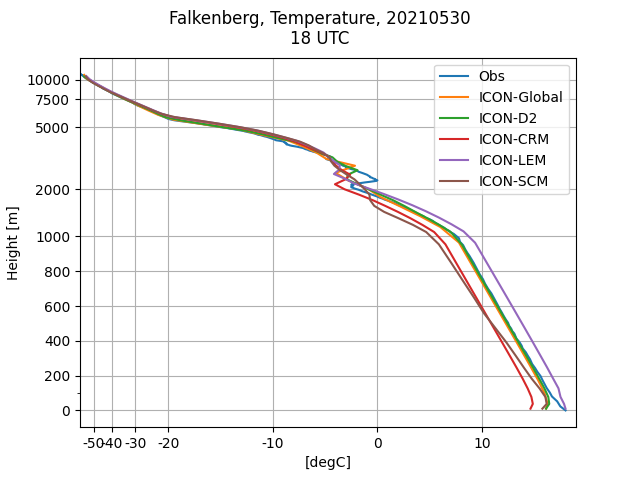 Falkenberg, Temperature, 20210530
18 UTC
Height [m]
10000
7500
5000
2000
1000
800
600
400
200
0
Obs
ICON-Global
ICON-D2
ICON-CRM
ICON-LEM
ICON-SCM
-50 -40 -30 -20 -10 0 10
[degC]